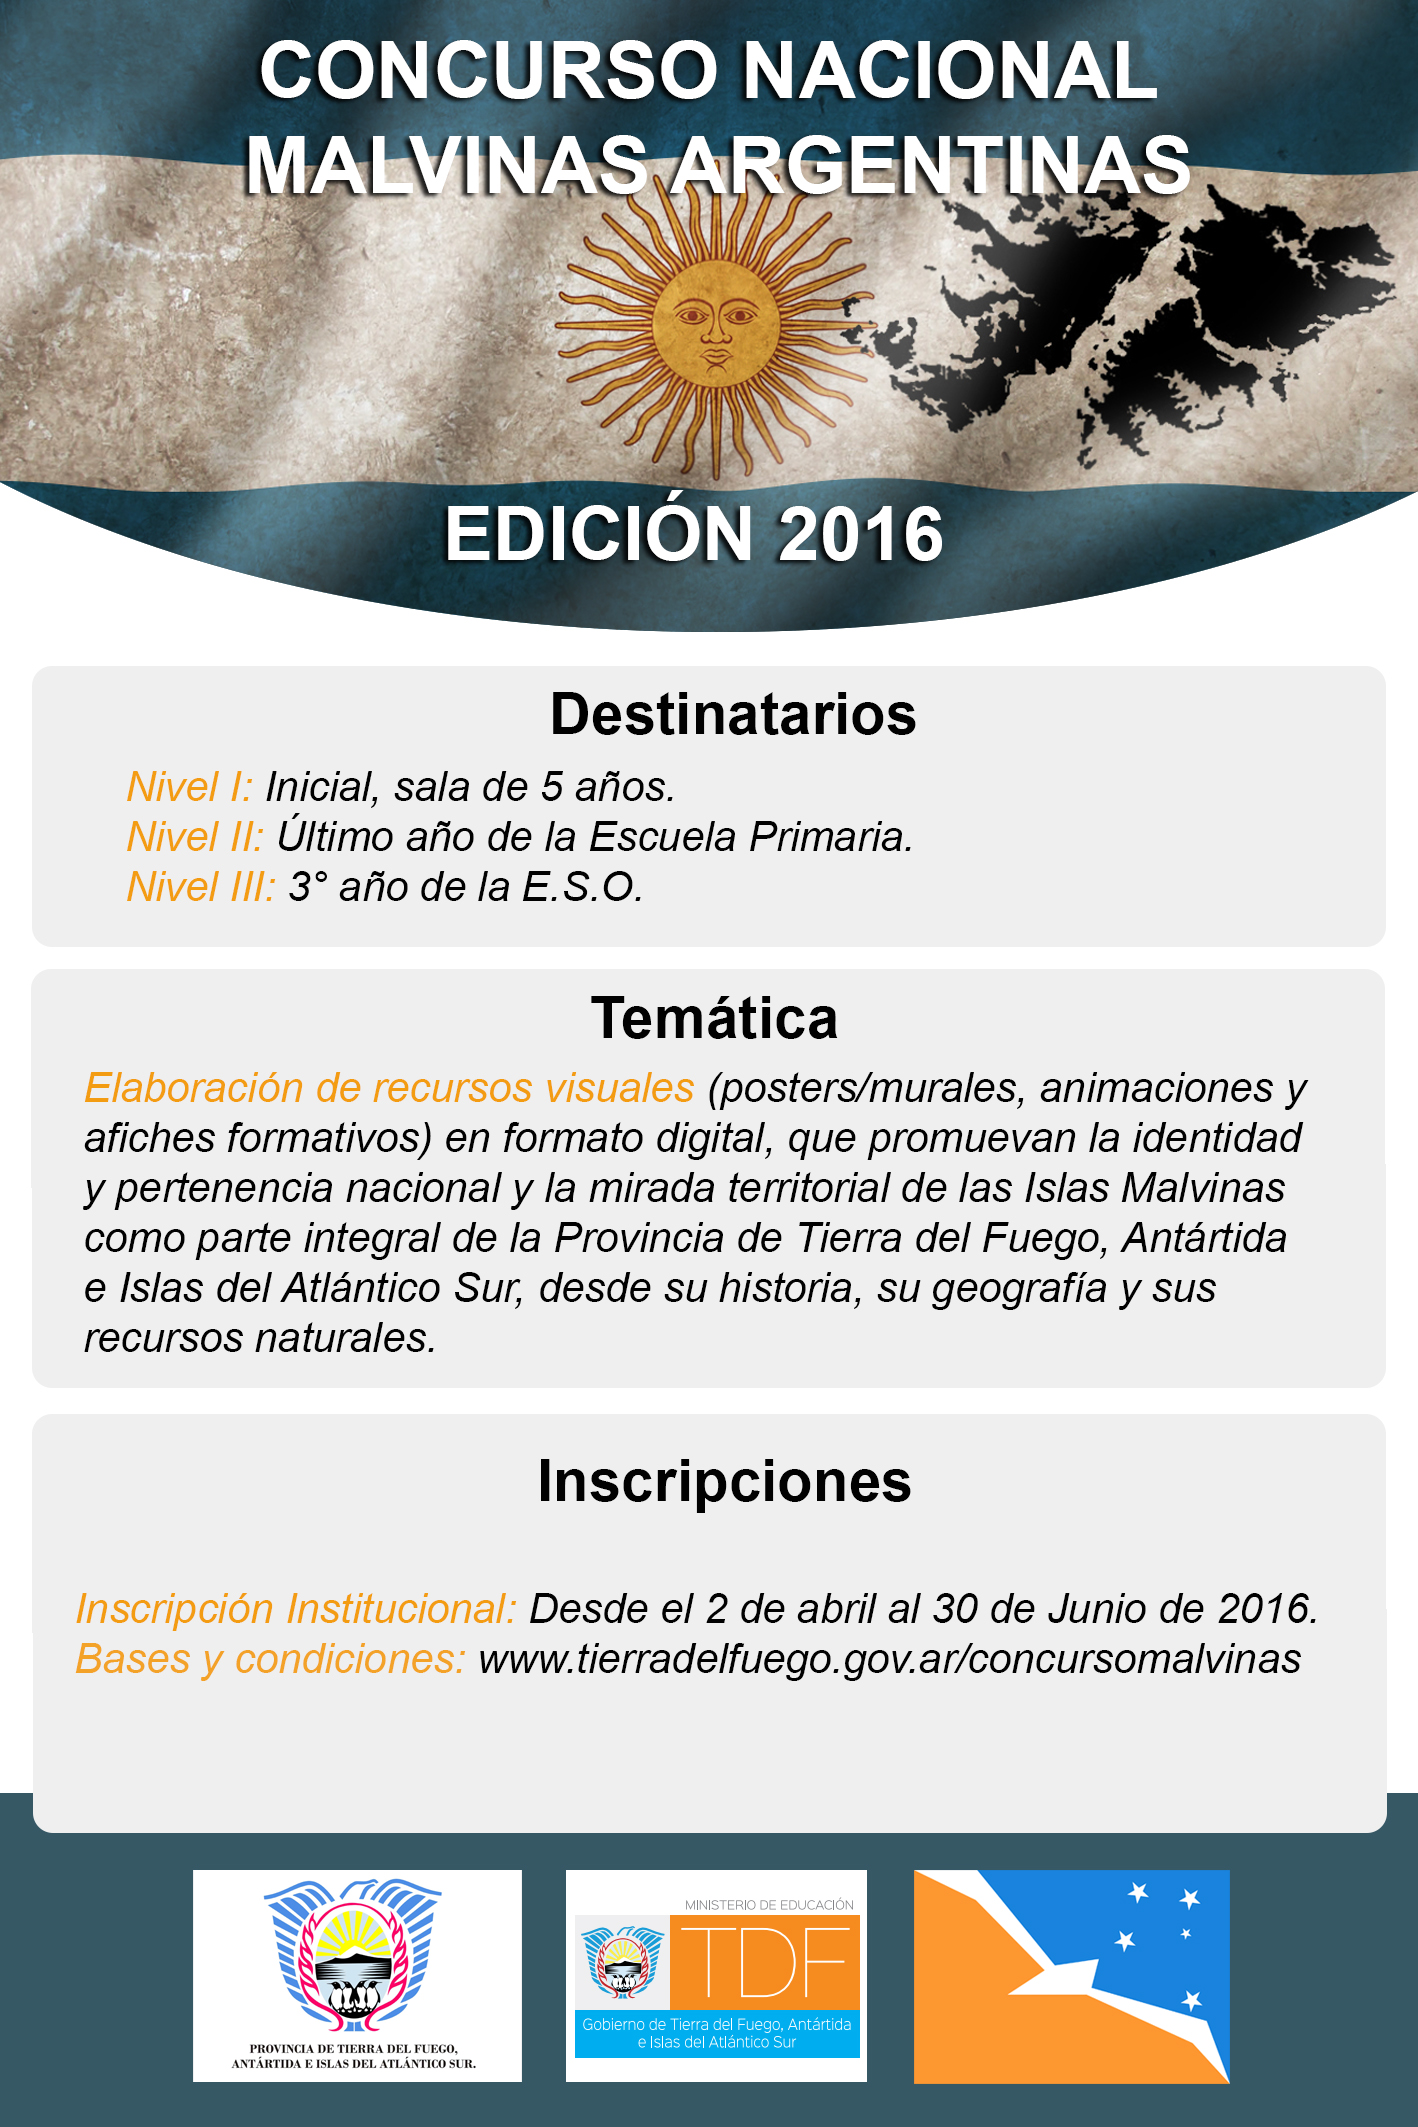 CONCURSO NACIONAL
MALVINAS ARGENTINAS
EDICIÓN 2016
Destinatarios
Nivel I: Inicial, sala de 5 años.
Nivel II: Último año de la Escuela Primaria.
Nivel III: 3° año de la E.S.O.
Temática
Elaboración de recursos visuales (posters/murales, animaciones y
afiches formativos) en formato digital, que promuevan la identidad
y pertenencia nacional y la mirada territorial de las Islas Malvinas
como parte integral de la Provincia de Tierra del Fuego, Antártida
e Islas del Atlántico Sur, desde su historia, su geografía y sus
recursos naturales.
Inscripciones
Inscripción Institucional: Desde el 2 de abril al 30 de Junio de 2016.
Bases y condiciones: www.tierradelfuego.gov.ar/concursomalvinas
PROVINCIA DE TIERRA DEL FUEGO,
ANTÁRTIDA E ISLAS DEL ATLÁNTICO SUR.
MINISTERIO DE EDUCACIÓN
TDF
Gobierno de Tierra del Fuego, Antártida
e Islas del Atlántico Sur